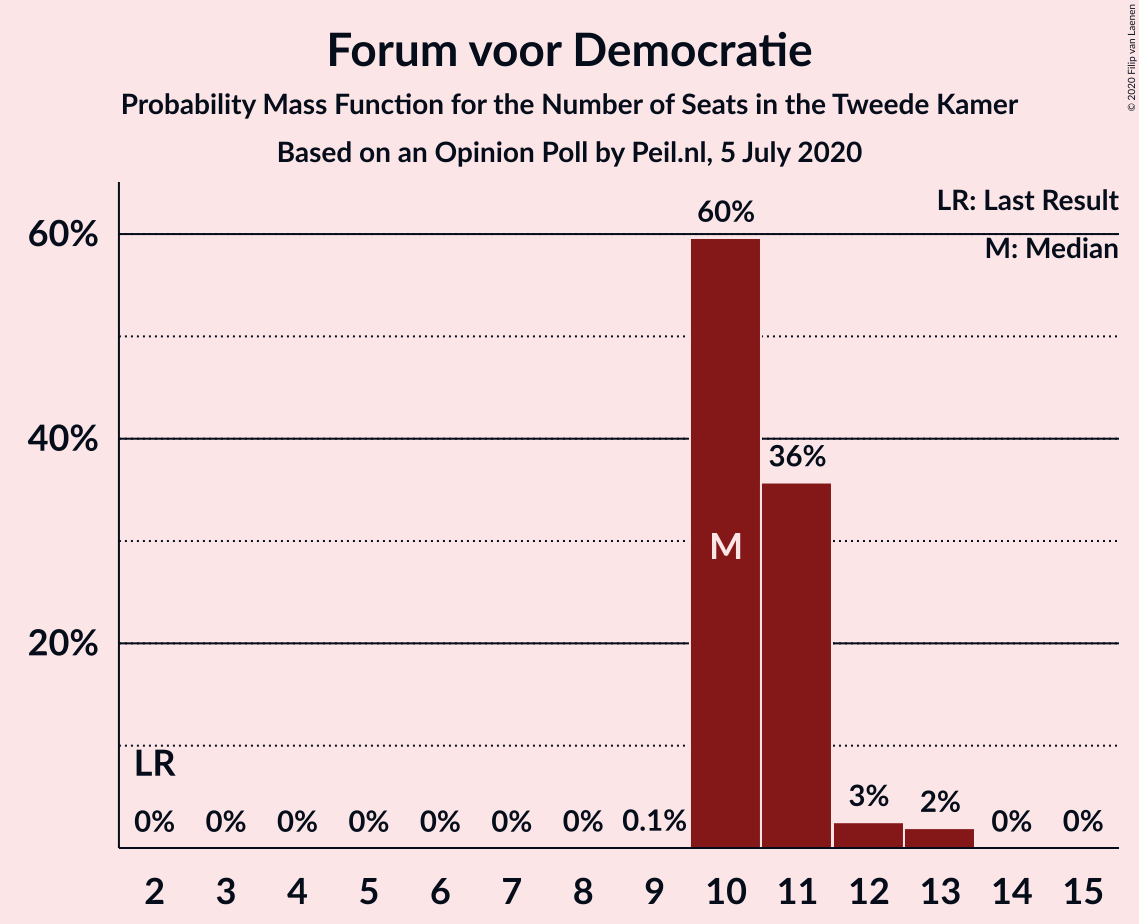 Forum voor Democratie
Probability Mass Function for the Number of Seats in the Tweede Kamer
Based on an Opinion Poll by Peil.nl, 5 July 2020
© 2020 Filip van Laenen
LR: Last Result
M: Median
60%
40%
20%
60%
36%
M
LR
0% 0% 0% 0% 0% 0% 0% 0.1% 3% 2% 0% 0%
2 3 4 5 6 7 8 9 10 11 12 13 14 15